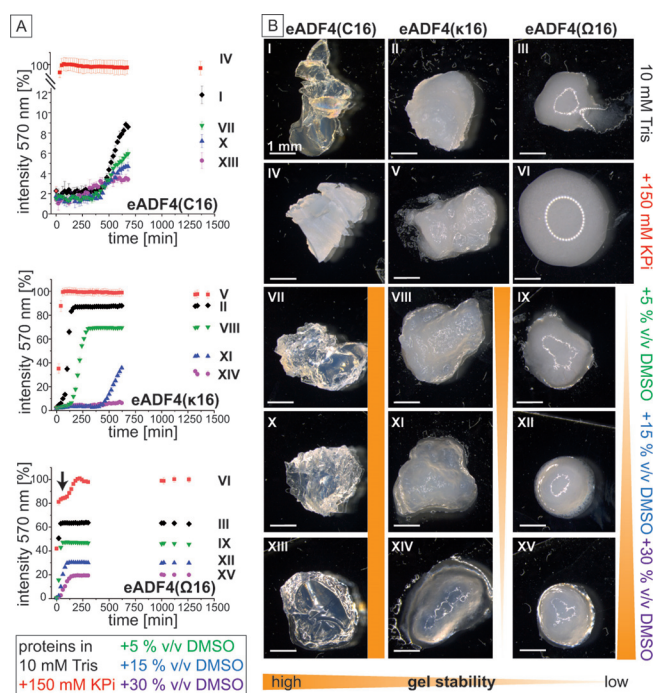 A
intensity 570 nm [%]
100
12
10
8
6
4
2
0
IV
I
VII
X
XIII
eADF4(C16)
0 250 500 750 1000 1250 1500
time [min]
intensity 570 nm [%]
100
80
60
40
20
0
V
II
VIII
XI
XIV
eADF4(κ16)
0 250 500 750 1000 1250 1500
time [min]
intensity 570 nm [%]
100
80
60
40
20
0
VI
III
IX
XII
XV
eADF4(Ω16)
0 250 500 750 1000 1250 1500
time [min]
proteins in +5 % v/v DMSO
10 mM Tris +15 % v/v DMSO
+150 mM KPi +30 % v/v DMSO
B
eADF4(C16) eADF4(κ16) eADF4(Ω16)
I II III
1 mm
IV V VI
VII VIII IX
X XI XII
XIII XIV XV
10 mM Tris
+150 mM KPi
+5 % v/v DMSO
+15 % v/v DMSO
+30 % v/v DMSO
high gel stability low